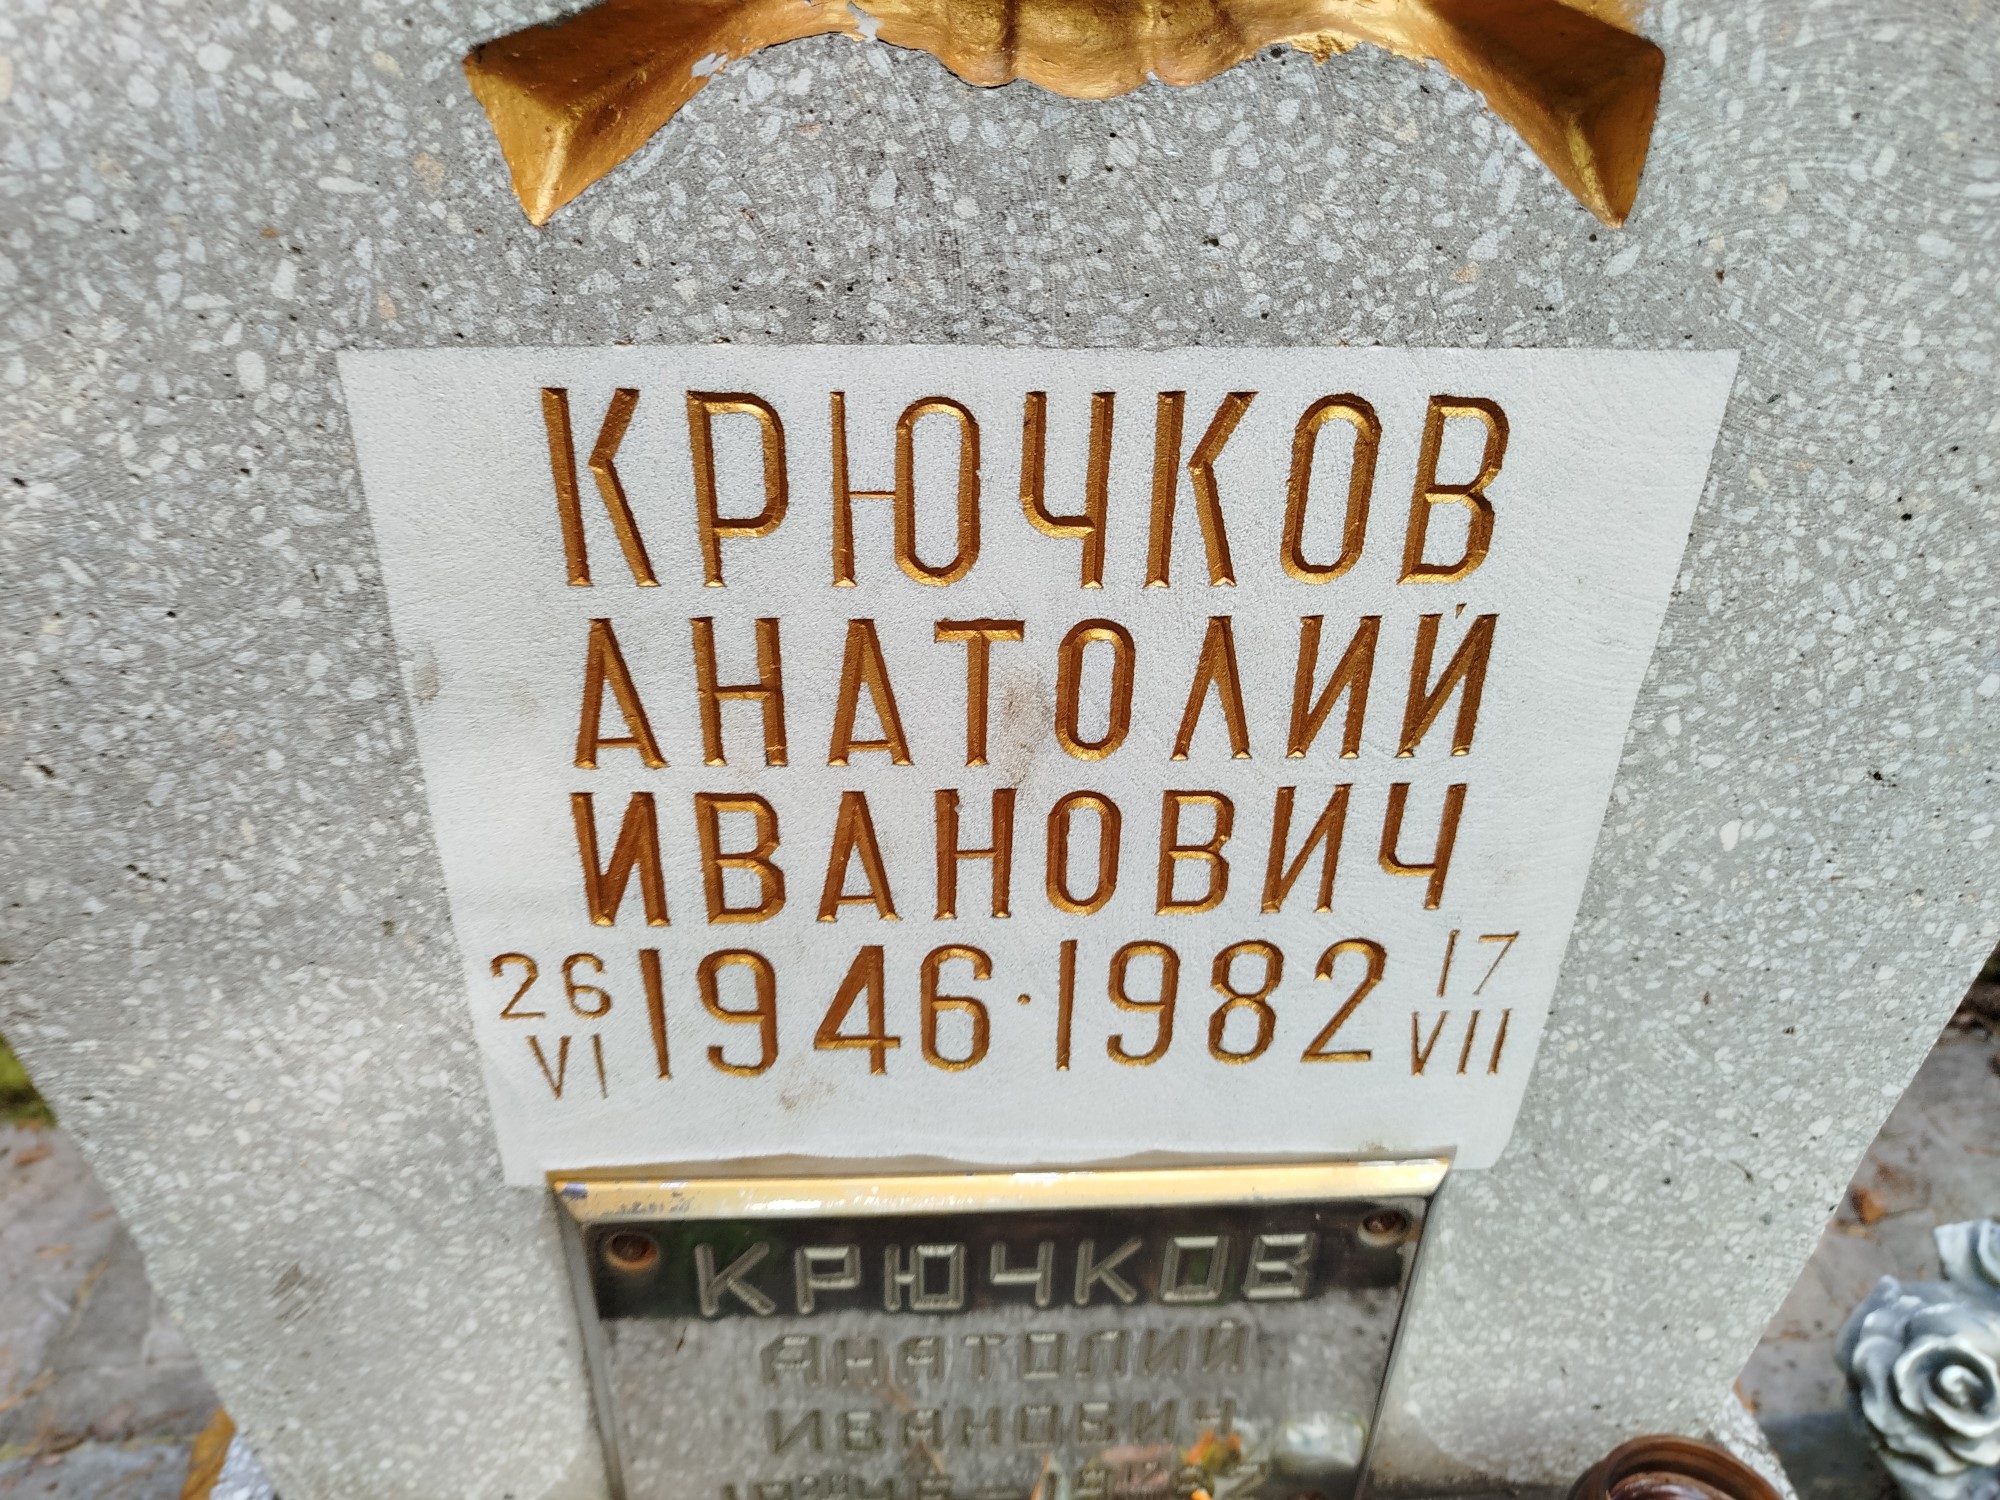 КРЮЧКОВ
АНАТОЛИЙ
ИВАНОВИЧ
26 VI 1946·1982 17 VII
КРЮЧКОВ
АНАТОЛИЙ
ИВАНОВИЧ